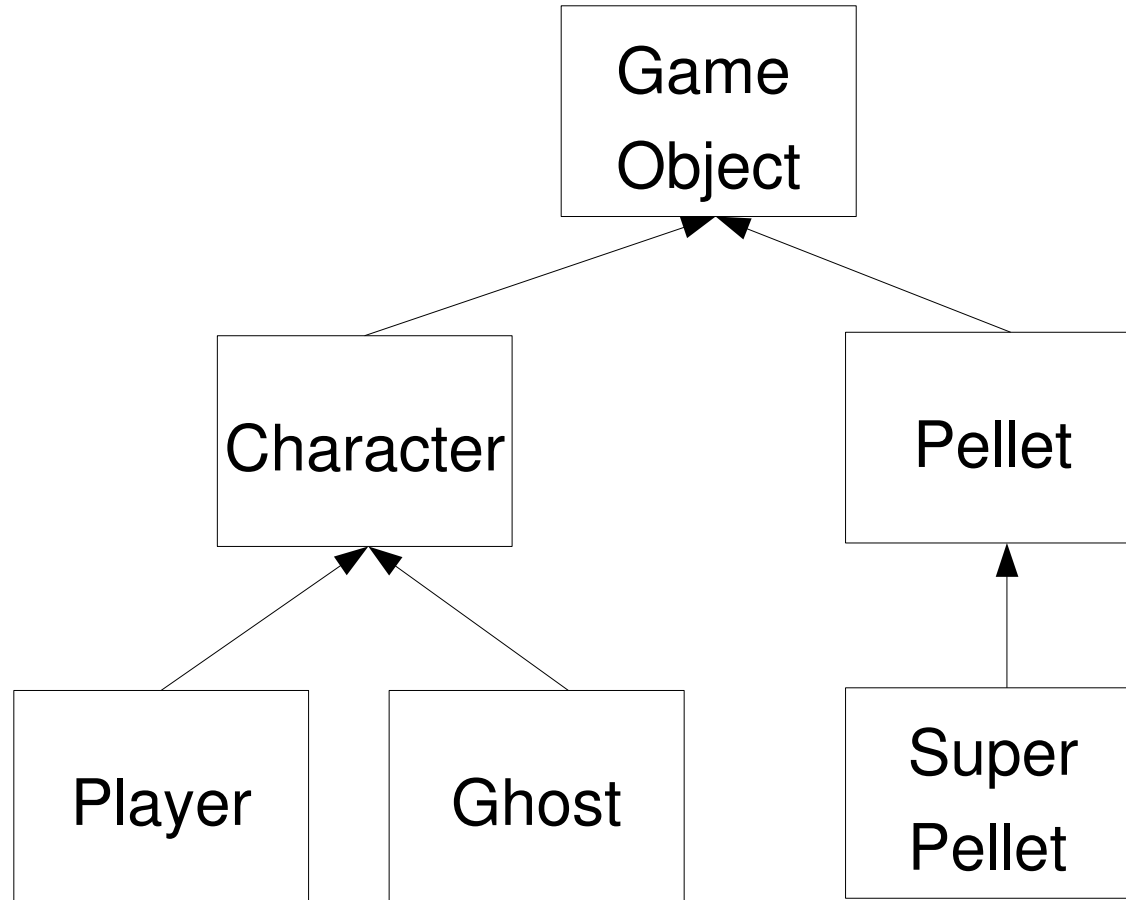 Game
Object
Character
Pellet
Player
Ghost
Super
Pellet